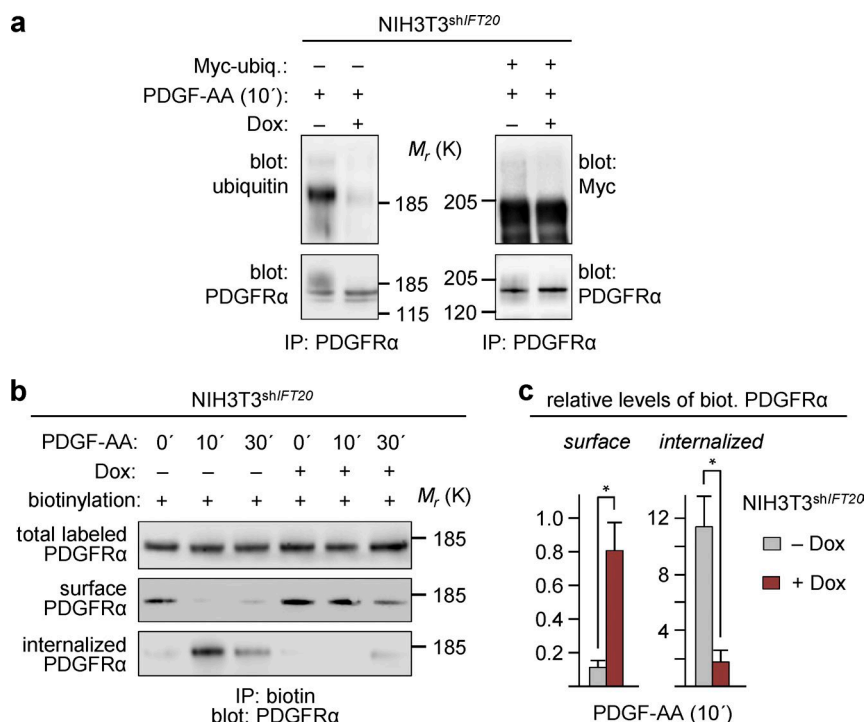 a
NIH3T3shIFT20
Myc-ubiq.: – – + +
PDGF-AA (10´): + + + +
Dox: – + – +
Mr (K)
blot:
ubiquitin
185
205
blot:
Myc
blot:
PDGFRα
185
115
205
120
blot:
PDGFRα
IP: PDGFRα IP: PDGFRα
b
NIH3T3shIFT20
PDGF-AA: 0´ 10´ 30´ 0´ 10´ 30´
Dox: – – – + + +
biotinylation: + + + + + + Mr (K)
total labeled
PDGFRα
185
surface
PDGFRα
185
internalized
PDGFRα
185
IP: biotin
blot: PDGFRα
c
relative levels of biot. PDGFRα
surface internalized
* *
1.0
0.8
0.6
0.4
0.2
12
8
4
2
NIH3T3shIFT20
– Dox
+ Dox
PDGF-AA (10´)